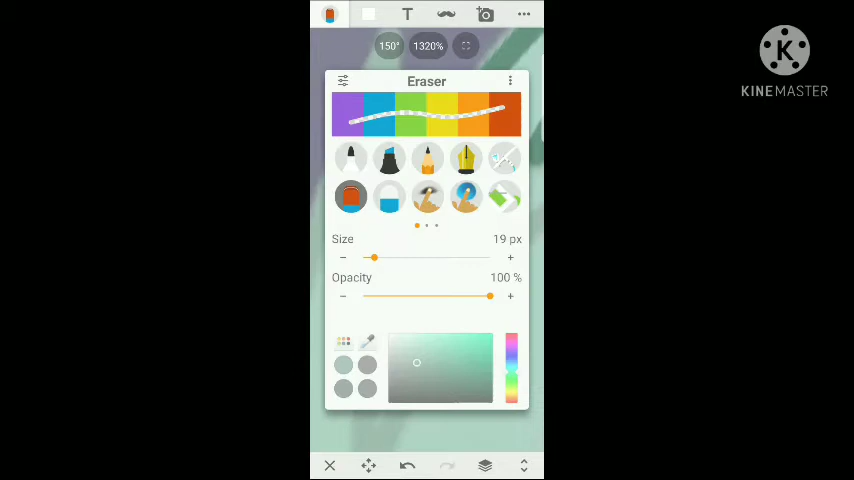 T
150°
1320%
K
KINEMASTER
Eraser
Size
19 px
Opacity
100 %